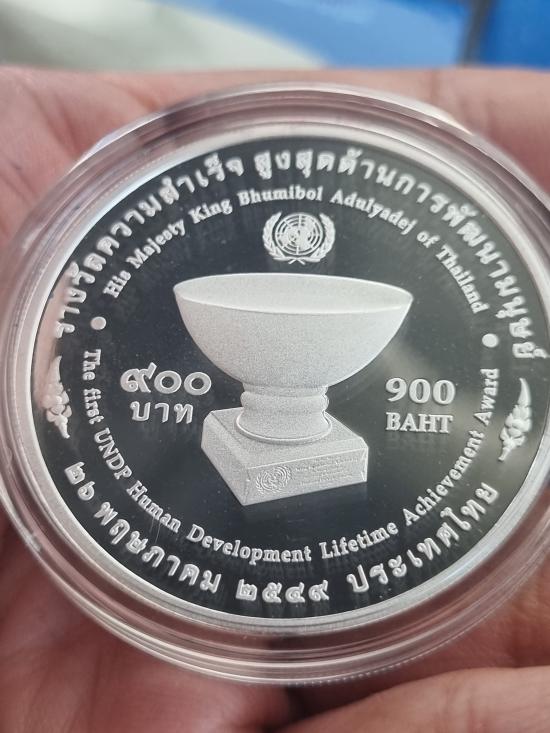 รางวัลความสำเร็จ สูงสุดด้านการพัฒนามนุษย์
His Majesty King Bhumibol Adulyadej of Thailand
๙๐๐
บาท
900
BAHT
The first UNDP Human Development Lifetime Achievement Award
๒๖ พฤษภาคม ๒๕๔๙ ประเทศไทย